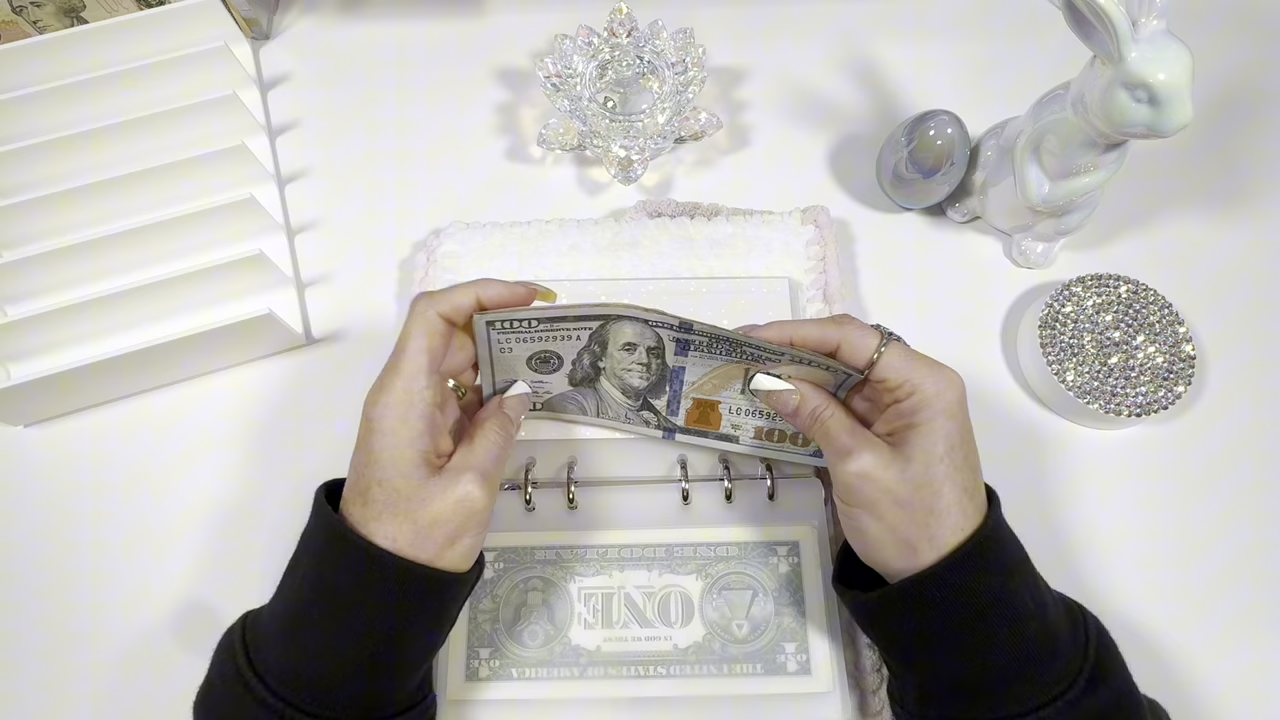 100
FEDERAL RESERVE NOTE
LC 06592939 A
C3
LC 06592
100
ONE DOLLAR
ONE
IN GOD WE TRUST
THE UNITED STATES OF AMERICA